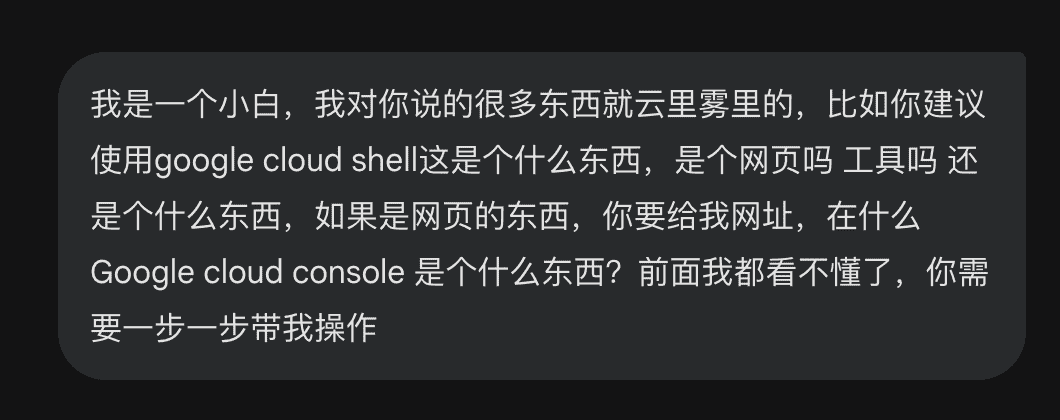 我是一个小白，我对你说的很多东西就云里雾里的，比如你建议
使用google cloud shell这是个什么东西，是个网页吗 工具吗 还
是个什么东西，如果是网页的东西，你要给我网址，在什么
Google cloud console 是个什么东西？前面我都看不懂了，你需
要一步一步带我操作